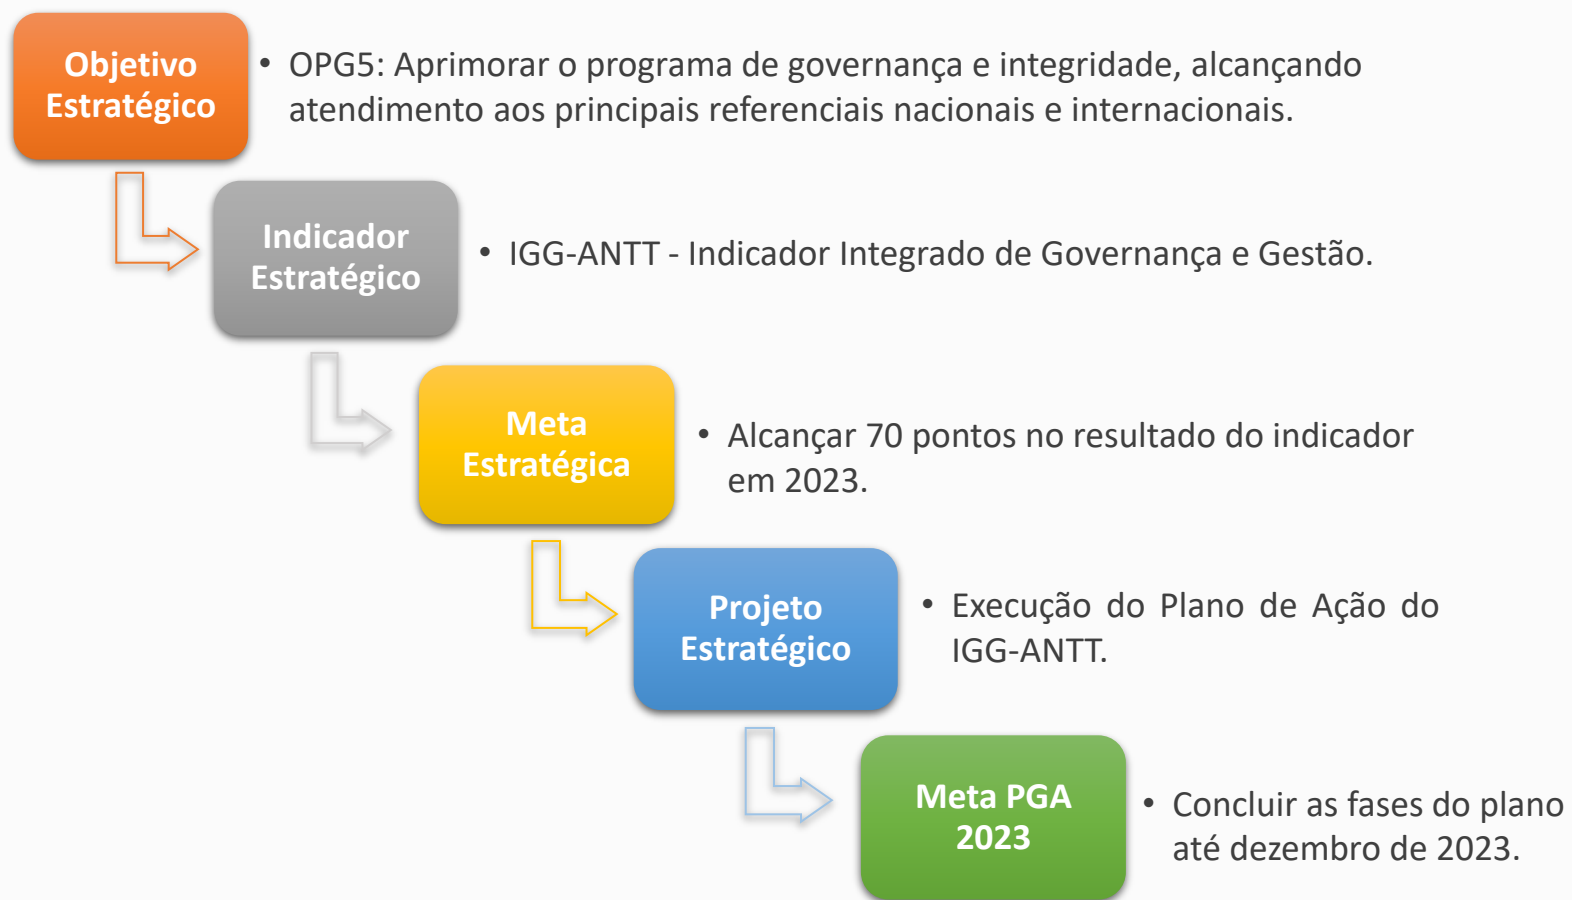 Objetivo
Estratégico
• OPG5: Aprimorar o programa de governança e integridade, alcançando
atendimento aos principais referenciais nacionais e internacionais.
Indicador
Estratégico
• IGG-ANTT - Indicador Integrado de Governança e Gestão.
Meta
Estratégica
• Alcançar 70 pontos no resultado do indicador
em 2023.
Projeto
Estratégico
• Execução do Plano de Ação do
IGG-ANTT.
Meta PGA
2023
• Concluir as fases do plano
até dezembro de 2023.